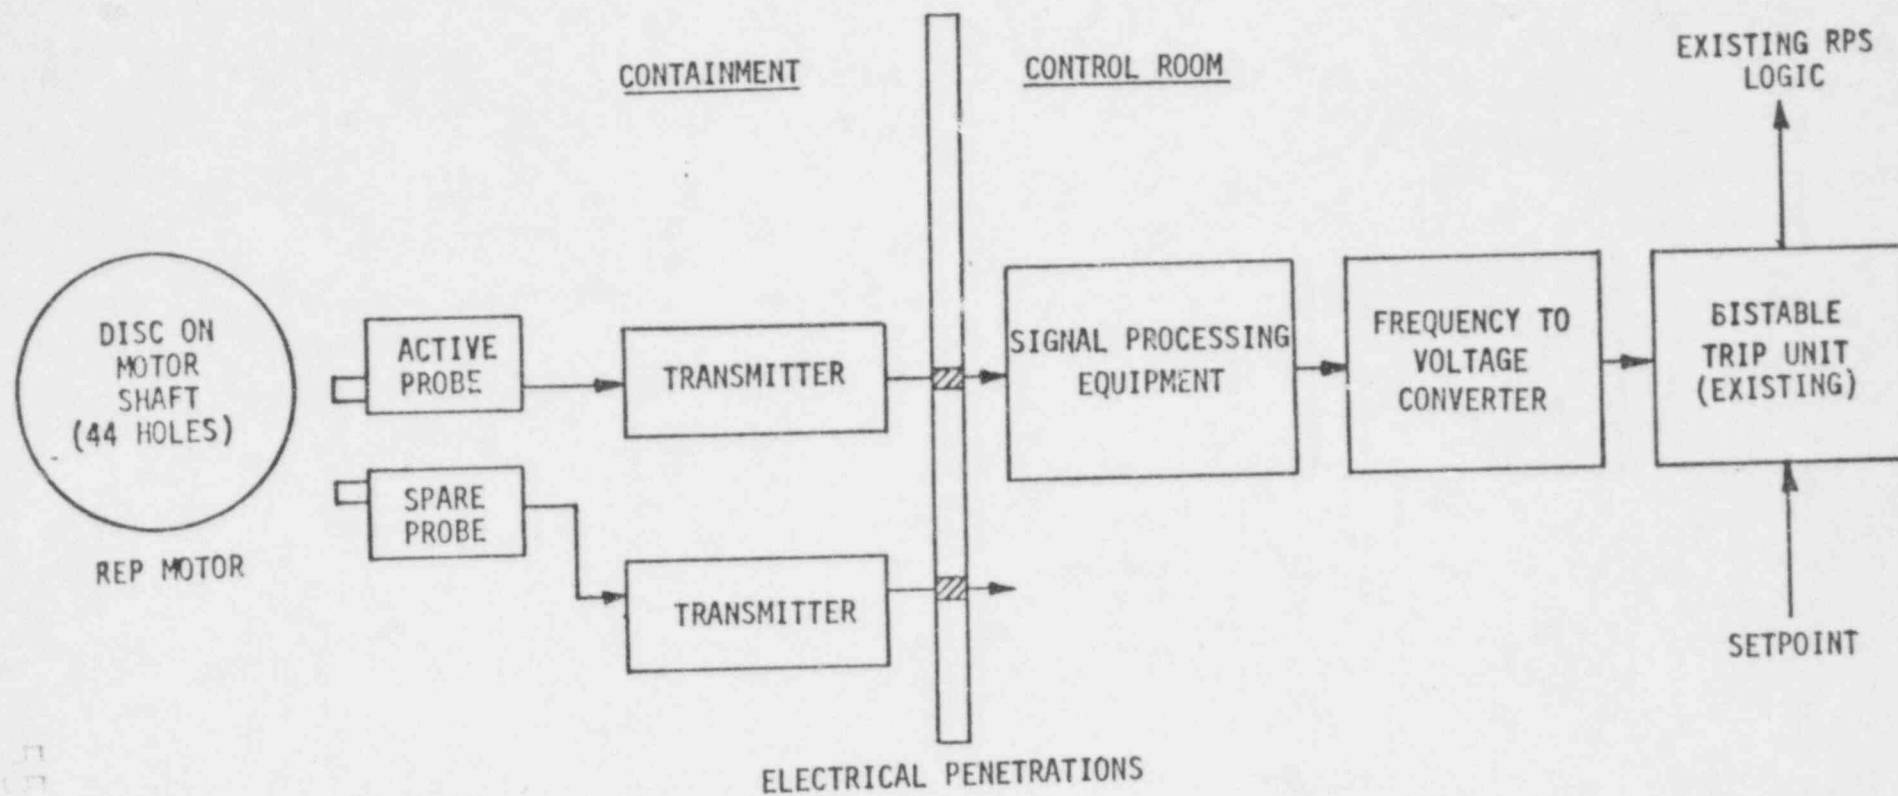 CONTAINMENT
CONTROL ROOM
EXISTING RPS
LOGIC
DISC ON
MOTOR
SHAFT
(44 HOLES)
REP MOTOR
ACTIVE
PROBE
SPARE
PROBE
TRANSMITTER
TRANSMITTER
SIGNAL PROCESSING
EQUIPMENT
FREQUENCY TO
VOLTAGE
CONVERTER
BISTABLE
TRIP UNIT
(EXISTING)
SETPOINT
ELECTRICAL PENETRATIONS